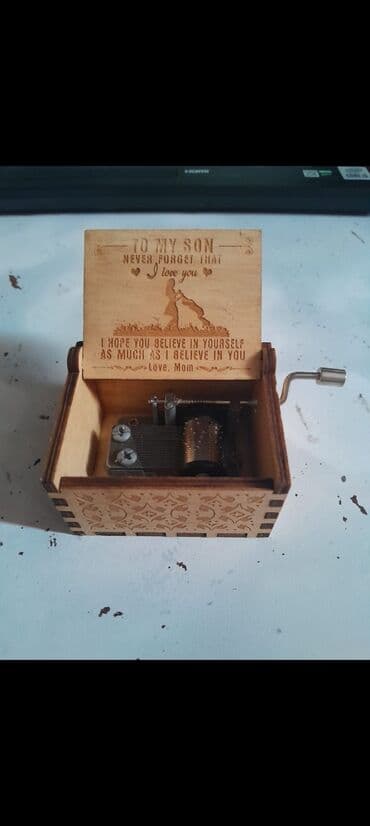 TO MY SON
NEVER FORGET THAT
I love you
I HOPE YOU BELIEVE IN YOURSELF
AS MUCH AS I BELIEVE IN YOU
Love, Mom